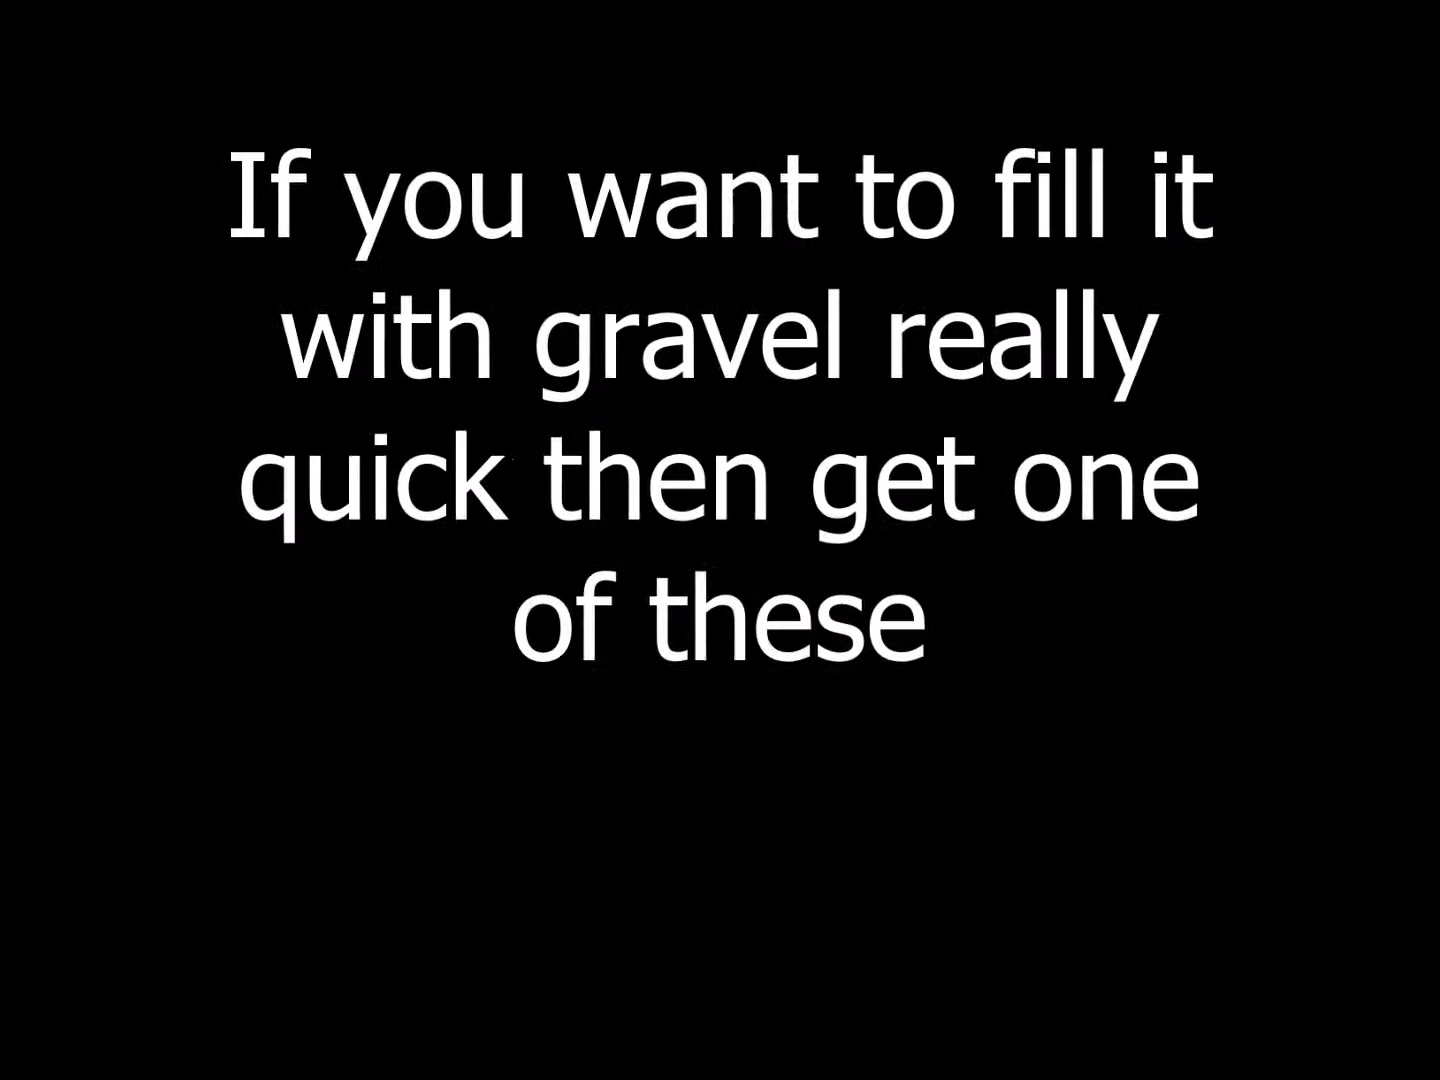 If you want to fill it
with gravel really
quick then get one
of these